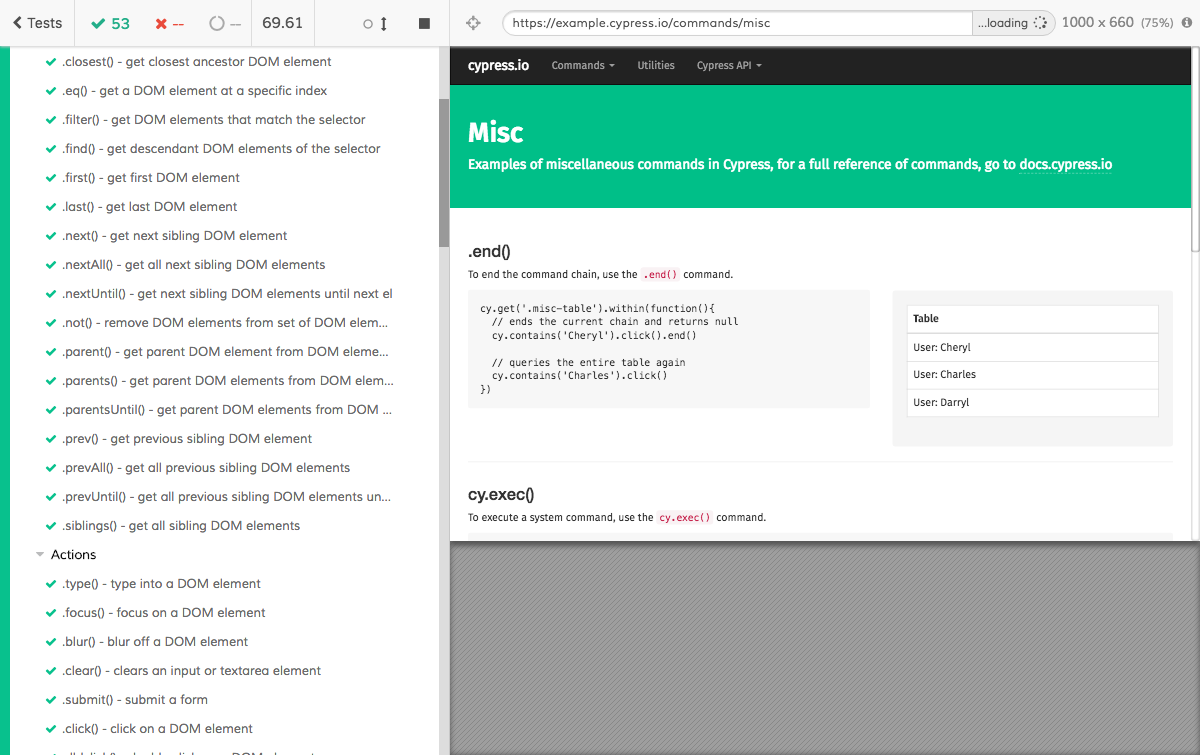 Tests 53 -- -- 69.61
https://example.cypress.io/commands/misc ...loading 1000 x 660 (75%)
.closest() - get closest ancestor DOM element
.eq() - get a DOM element at a specific index
.filter() - get DOM elements that match the selector
.find() - get descendant DOM elements of the selector
.first() - get first DOM element
.last() - get last DOM element
.next() - get next sibling DOM element
.nextAll() - get all next sibling DOM elements
.nextUntil() - get next sibling DOM elements until next el
.not() - remove DOM elements from set of DOM elem...
.parent() - get parent DOM element from DOM eleme...
.parents() - get parent DOM elements from DOM elem...
.parentsUntil() - get parent DOM elements from DOM ...
.prev() - get previous sibling DOM element
.prevAll() - get all previous sibling DOM elements
.prevUntil() - get all previous sibling DOM elements un...
.siblings() - get all sibling DOM elements
Actions
.type() - type into a DOM element
.focus() - focus on a DOM element
.blur() - blur off a DOM element
.clear() - clears an input or textarea element
.submit() - submit a form
.click() - click on a DOM element
cypress.io Commands Utilities Cypress API
Misc
Examples of miscellaneous commands in Cypress, for a full reference of commands, go to docs.cypress.io
.end()
To end the command chain, use the .end() command.
cy.get('.misc-table').within(function(){
// ends the current chain and returns null
cy.contains('Cheryl').click().end()
// queries the entire table again
cy.contains('Charles').click()
})
Table
User: Cheryl
User: Charles
User: Darryl
cy.exec()
To execute a system command, use the cy.exec() command.